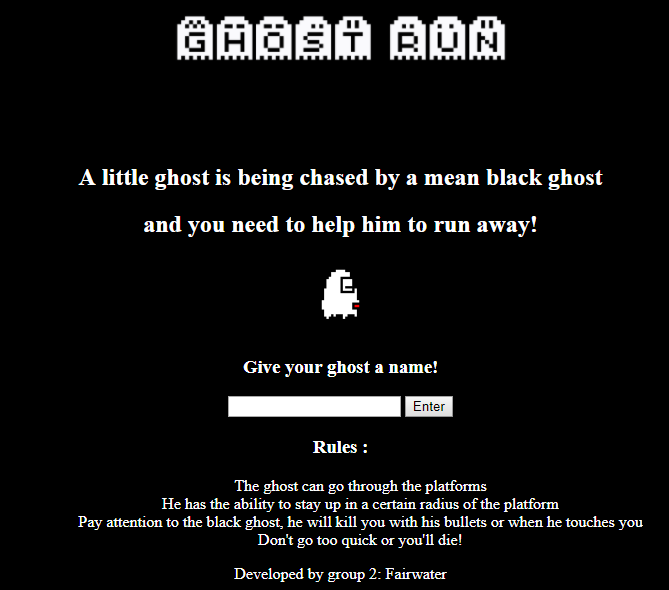 GHOST RUN
A little ghost is being chased by a mean black ghost
and you need to help him to run away!
Give your ghost a name!
Enter
Rules :
The ghost can go through the platforms
He has the ability to stay up in a certain radius of the platform
Pay attention to the black ghost, he will kill you with his bullets or when he touches you
Don't go too quick or you'll die!
Developed by group 2: Fairwater